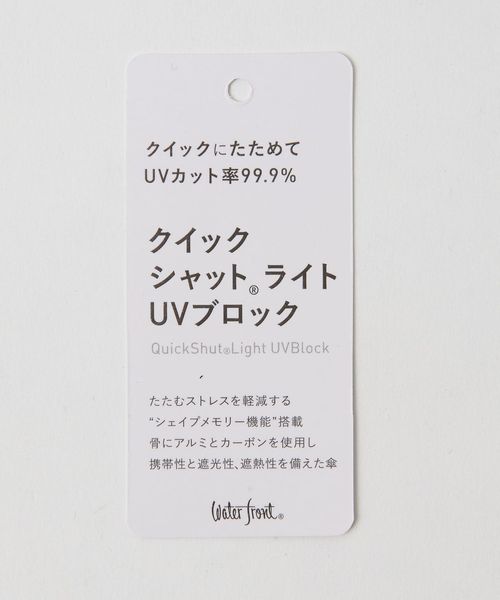 クイックにたためて
UVカット率99.9%
クイック
シャット®ライト
UVブロック
QuickShut®Light UVBlock
たたむストレスを軽減する
“シェイプメモリー機能”搭載
骨にアルミとカーボンを使用し
携帯性と遮光性、遮熱性を備えた傘
Waterfront®